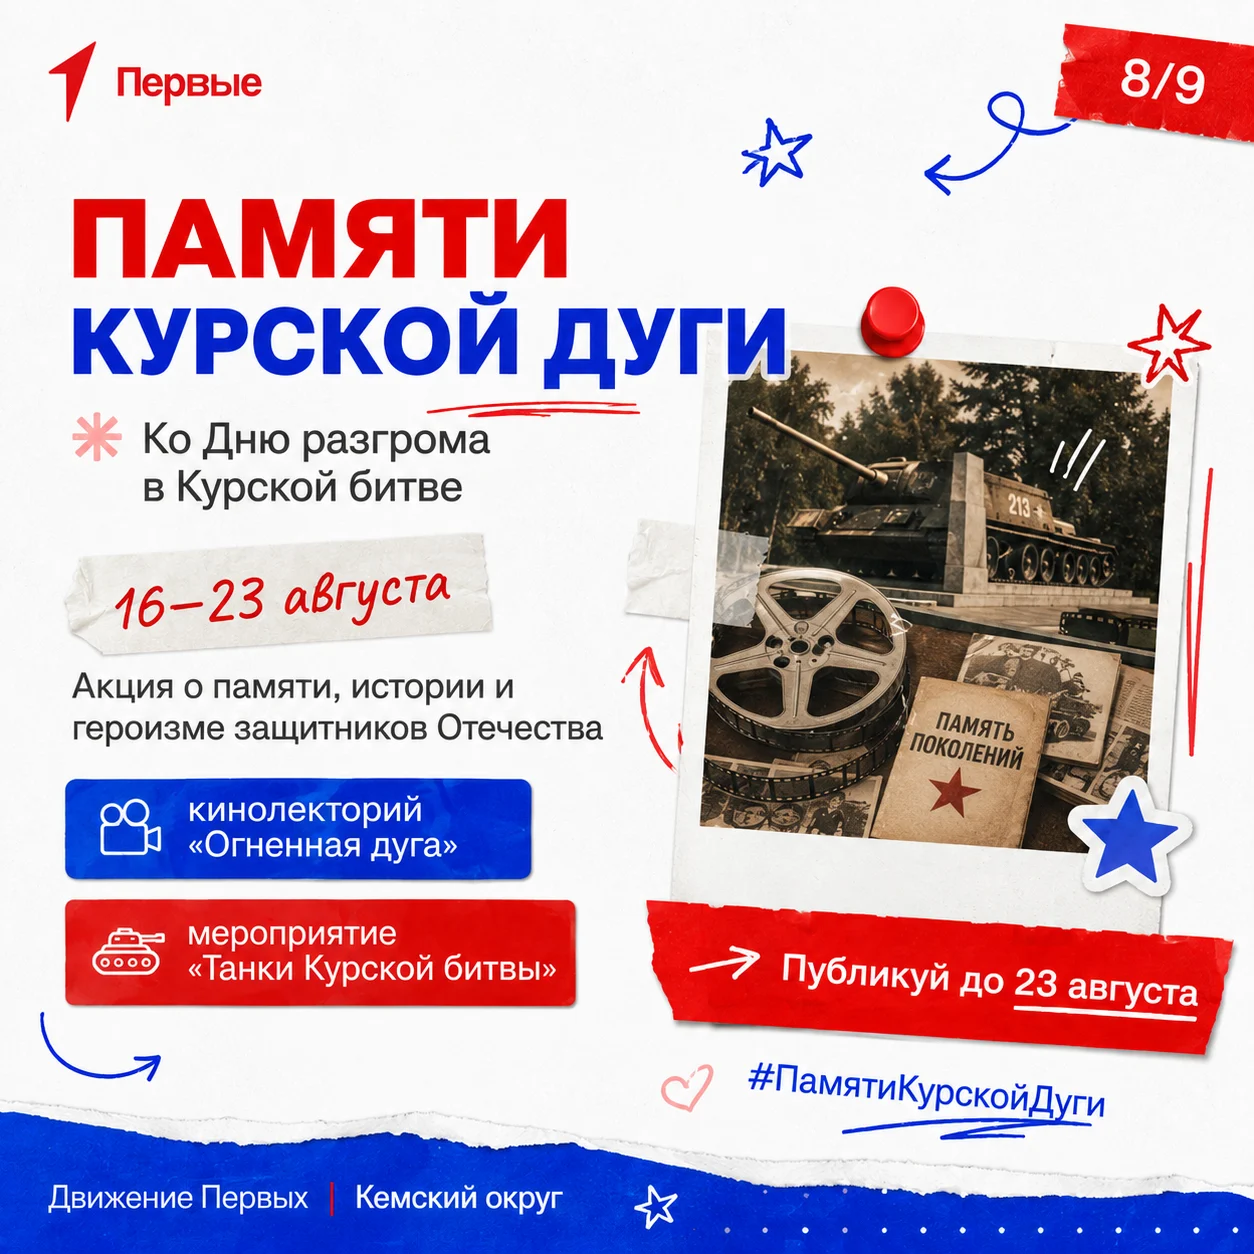 Первые
8/9
ПАМЯТИ
КУРСКОЙ ДУГИ
Ко Дню разгрома
в Курской битве
16–23 августа
Акция о памяти, истории и
героизме защитников Отечества
кинолекторий
«Огненная дуга»
мероприятие
«Танки Курской битвы»
213
ПАМЯТЬ
ПОКОЛЕНИЙ
Публикуй до 23 августа
#ПамятиКурскойДуги
Движение Первых | Кемский округ